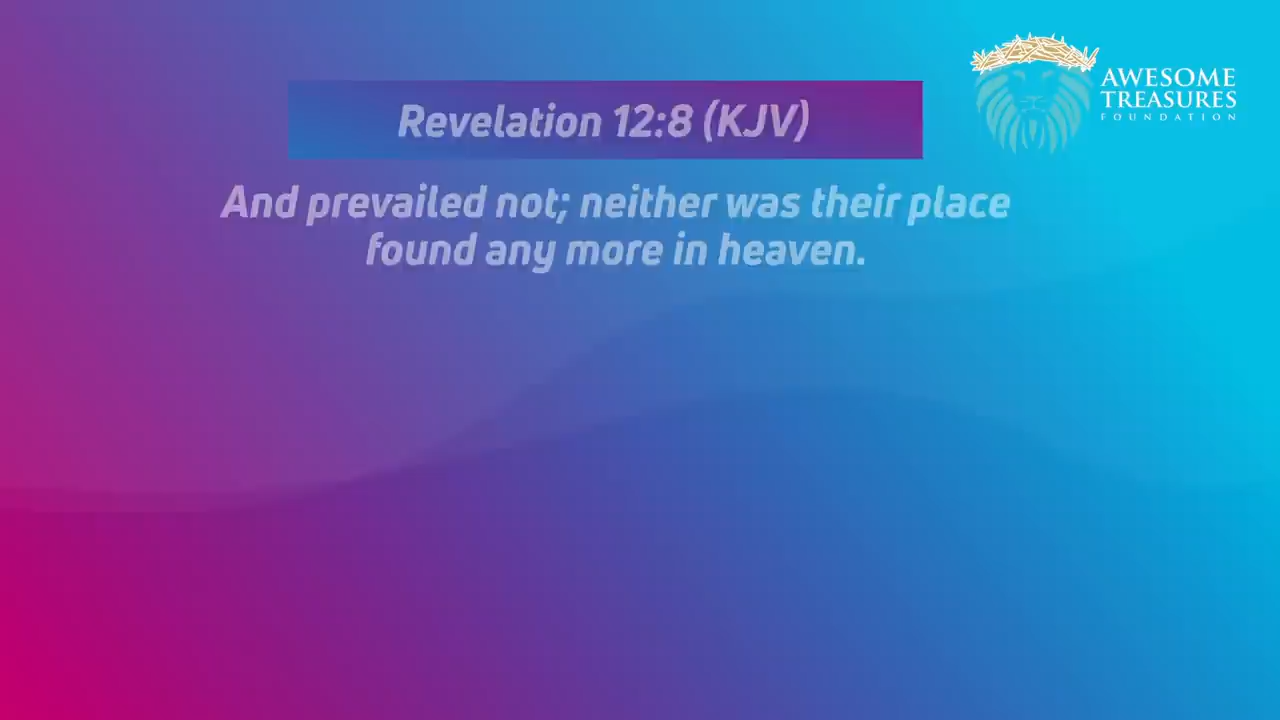 AWESOME
TREASURES
FOUNDATION
Revelation 12:8 (KJV)
And prevailed not; neither was their place
found any more in heaven.